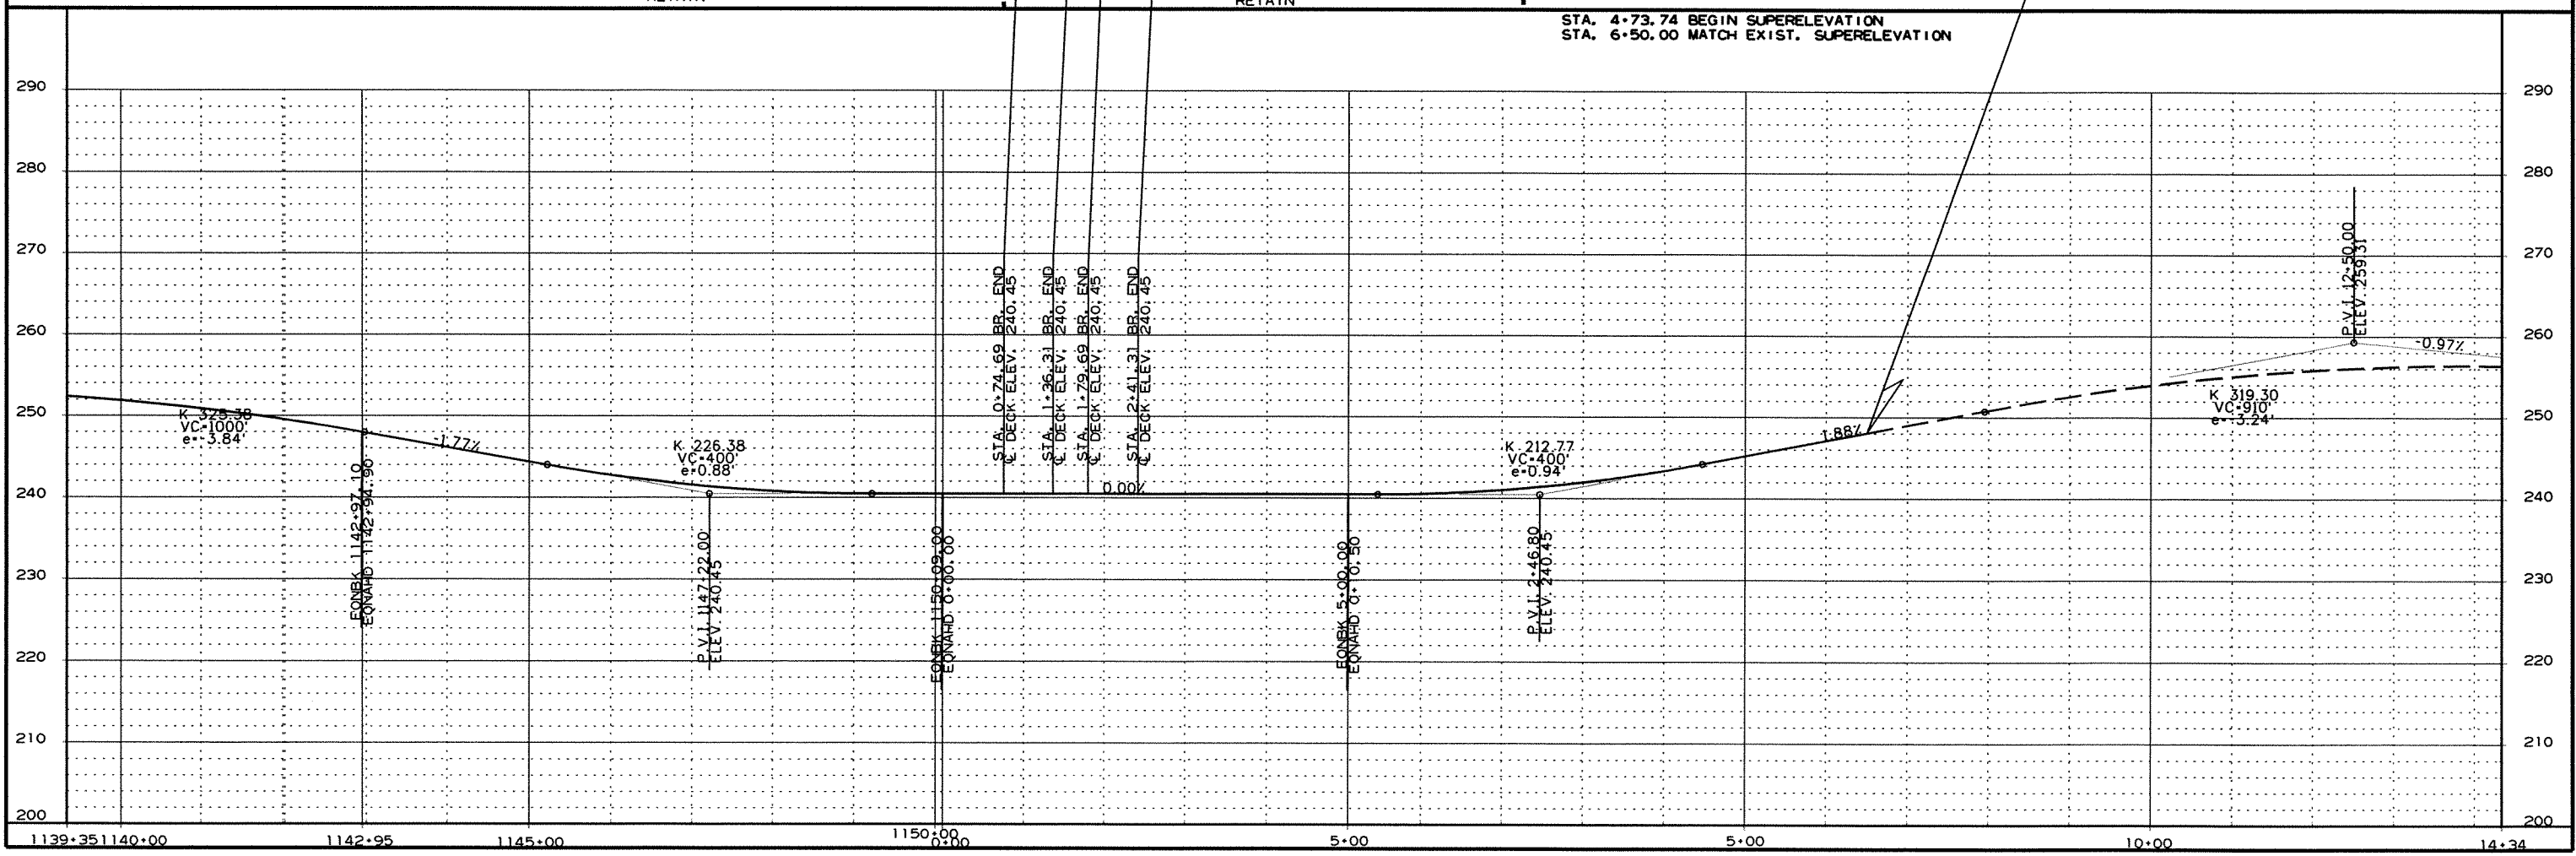 RETAIN
STA. 4+73.74 BEGIN SUPERELEVATION
STA. 6+50.00 MATCH EXIST. SUPERELEVATION
290
290
280
280
270
270
260
260
250
250
240
240
230
230
220
220
210
210
200
200
K 325.38
VC=1000'
e=-3.84'
-1.77%
EQNBK 1142+97.10
EQNAHD 1142+94.90
K 226.38
VC=400'
e=0.88'
P.V.I. 1147+22.00
ELEV. 240.45
EQNBK 1150+09.00
EQNAHD 0+00.00
STA. 0+74.69 BR. END
℄ DECK ELEV. 240.45
STA. 1+36.31 BR. END
℄ DECK ELEV. 240.45
STA. 1+79.69 BR. END
℄ DECK ELEV. 240.45
STA. 2+41.31 BR. END
℄ DECK ELEV. 240.45
0.00%
EQNBK 5+00.00
EQNAHD 0+10.50
K 212.77
VC=400'
e=0.94'
P.V.I. 2+46.80
ELEV. 240.45
1.88%
K 319.30
VC=910'
e=-3.24'
P.V.I. 12+50.00
ELEV. 259.31
-0.97%
1139+35
1140+00
1142+95
1145+00
1150+00
0+00
5+00
5+00
10+00
14+34